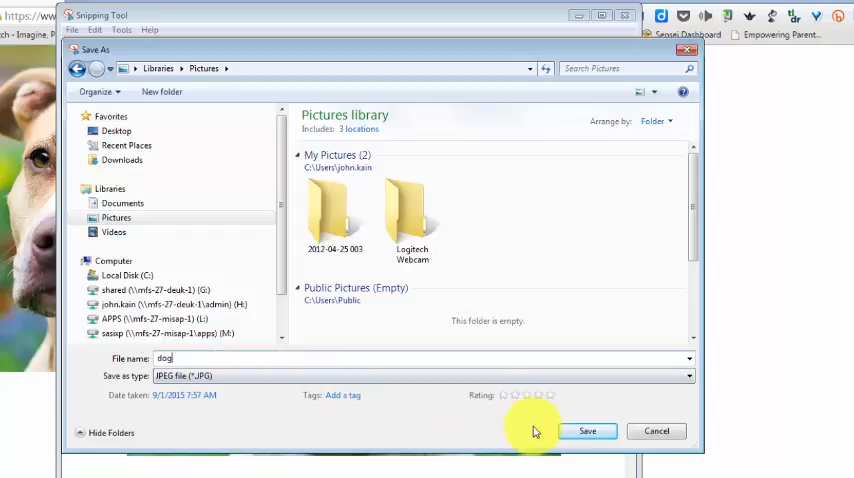 https://www
Snipping Tool
File Edit Tools Help
tch - Imagine, P
Sensei Dashboard Empowering Parent...
Save As
Libraries Pictures
Search Pictures
Organize New folder
Favorites
Desktop
Recent Places
Downloads
Libraries
Documents
Pictures
Videos
Computer
Local Disk (C:)
shared (\\mfs-27-deuk-1) (G:)
john.kain (\\mfs-27-deuk-1\admin) (H:)
APPS (\\mfs-27-misap-1) (L:)
sasixp (\\mfs-27-misap-1\apps) (M:)
Pictures library
Includes: 3 locations
Arrange by: Folder
My Pictures (2)
C:\Users\john.kain
2012-04-25 003
Logitech
Webcam
Public Pictures (Empty)
C:\Users\Public
This folder is empty.
File name: dog
Save as type: JPEG file (*.JPG)
Date taken: 9/1/2015 7:57 AM Tags: Add a tag Rating:
Hide Folders Save Cancel